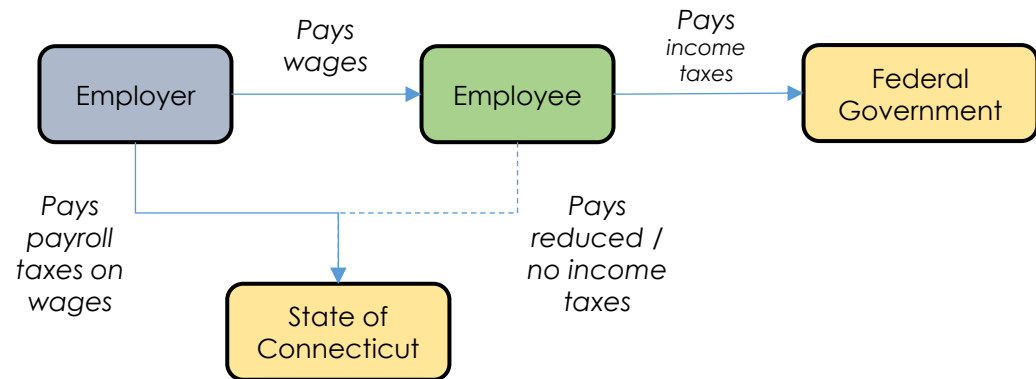 Pays
wages
Pays
income
taxes
Employer
Employee
Federal
Government
Pays
payroll
taxes on
wages
Pays
reduced /
no income
taxes
State of
Connecticut